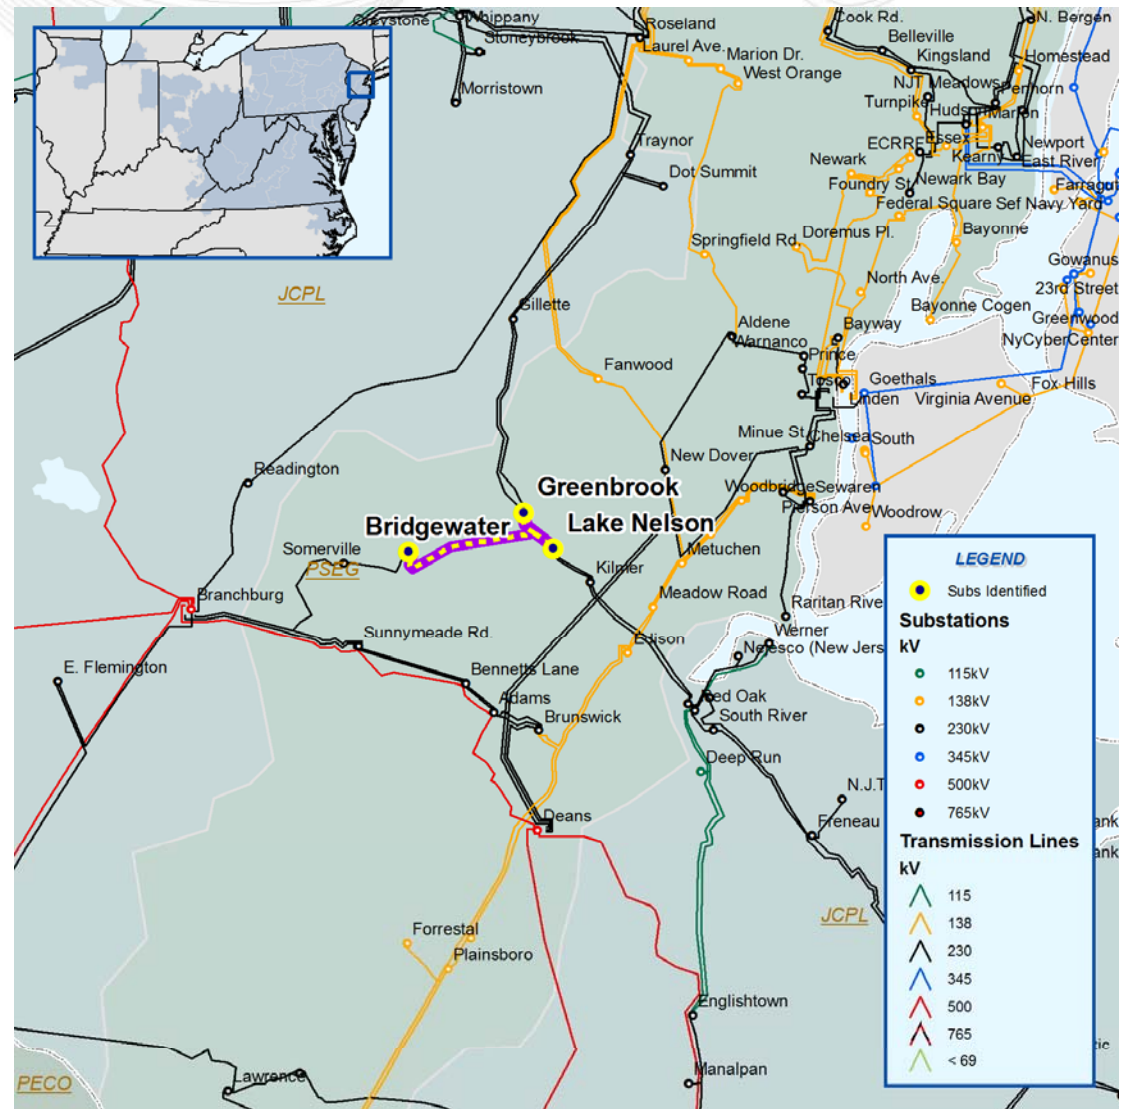 Greystone
Whippany
Stoneybrook
Morristown
Roseland
Laurel Ave.
Marion Dr.
West Orange
Cook Rd.
Belleville
Kingsland
N. Bergen
Homestead
NJT Meadows
Penhorn
Turnpike
Hudson
Marion
Traynor
Dot Summit
ECRRF
Essex
Newport
Kearny
East River
Newark
Newark Bay
Foundry St.
Farragut
Federal Square
Sef Navy Yard
Springfield Rd.
Doremus Pl.
Bayonne
Gowanus
North Ave.
23rd Street
JCPL
Gillette
Bayonne Cogen
Greenwood
Aldene
Bayway
Warnanco
NyCyberCenter
Prince
Fanwood
Tosco
Goethals
Fox Hills
Linden
Virginia Avenue
Minue St.
Chelsea
South
New Dover
Readington
Greenbrook
Woodbridge
Sewaren
Pierson Ave
Woodrow
Bridgewater
Lake Nelson
Somerville
PSEG
Metuchen
Kilmer
Branchburg
Meadow Road
Raritan Rive
Sunnymeade Rd.
Edison
Werner
(New Jers
E. Flemington
Bennetts Lane
Adams
Red Oak
Brunswick
South River
Deep Run
N.J.T
Deans
Freneau
ank
ank
JCPL
Forrestal
Plainsboro
Englishtown
Manalpan
zic
PECO
Lawrence
LEGEND
Subs Identified
Substations
kV
115kV
138kV
230kV
345kV
500kV
765kV
Transmission Lines
kV
115
138
230
345
500
765
< 69